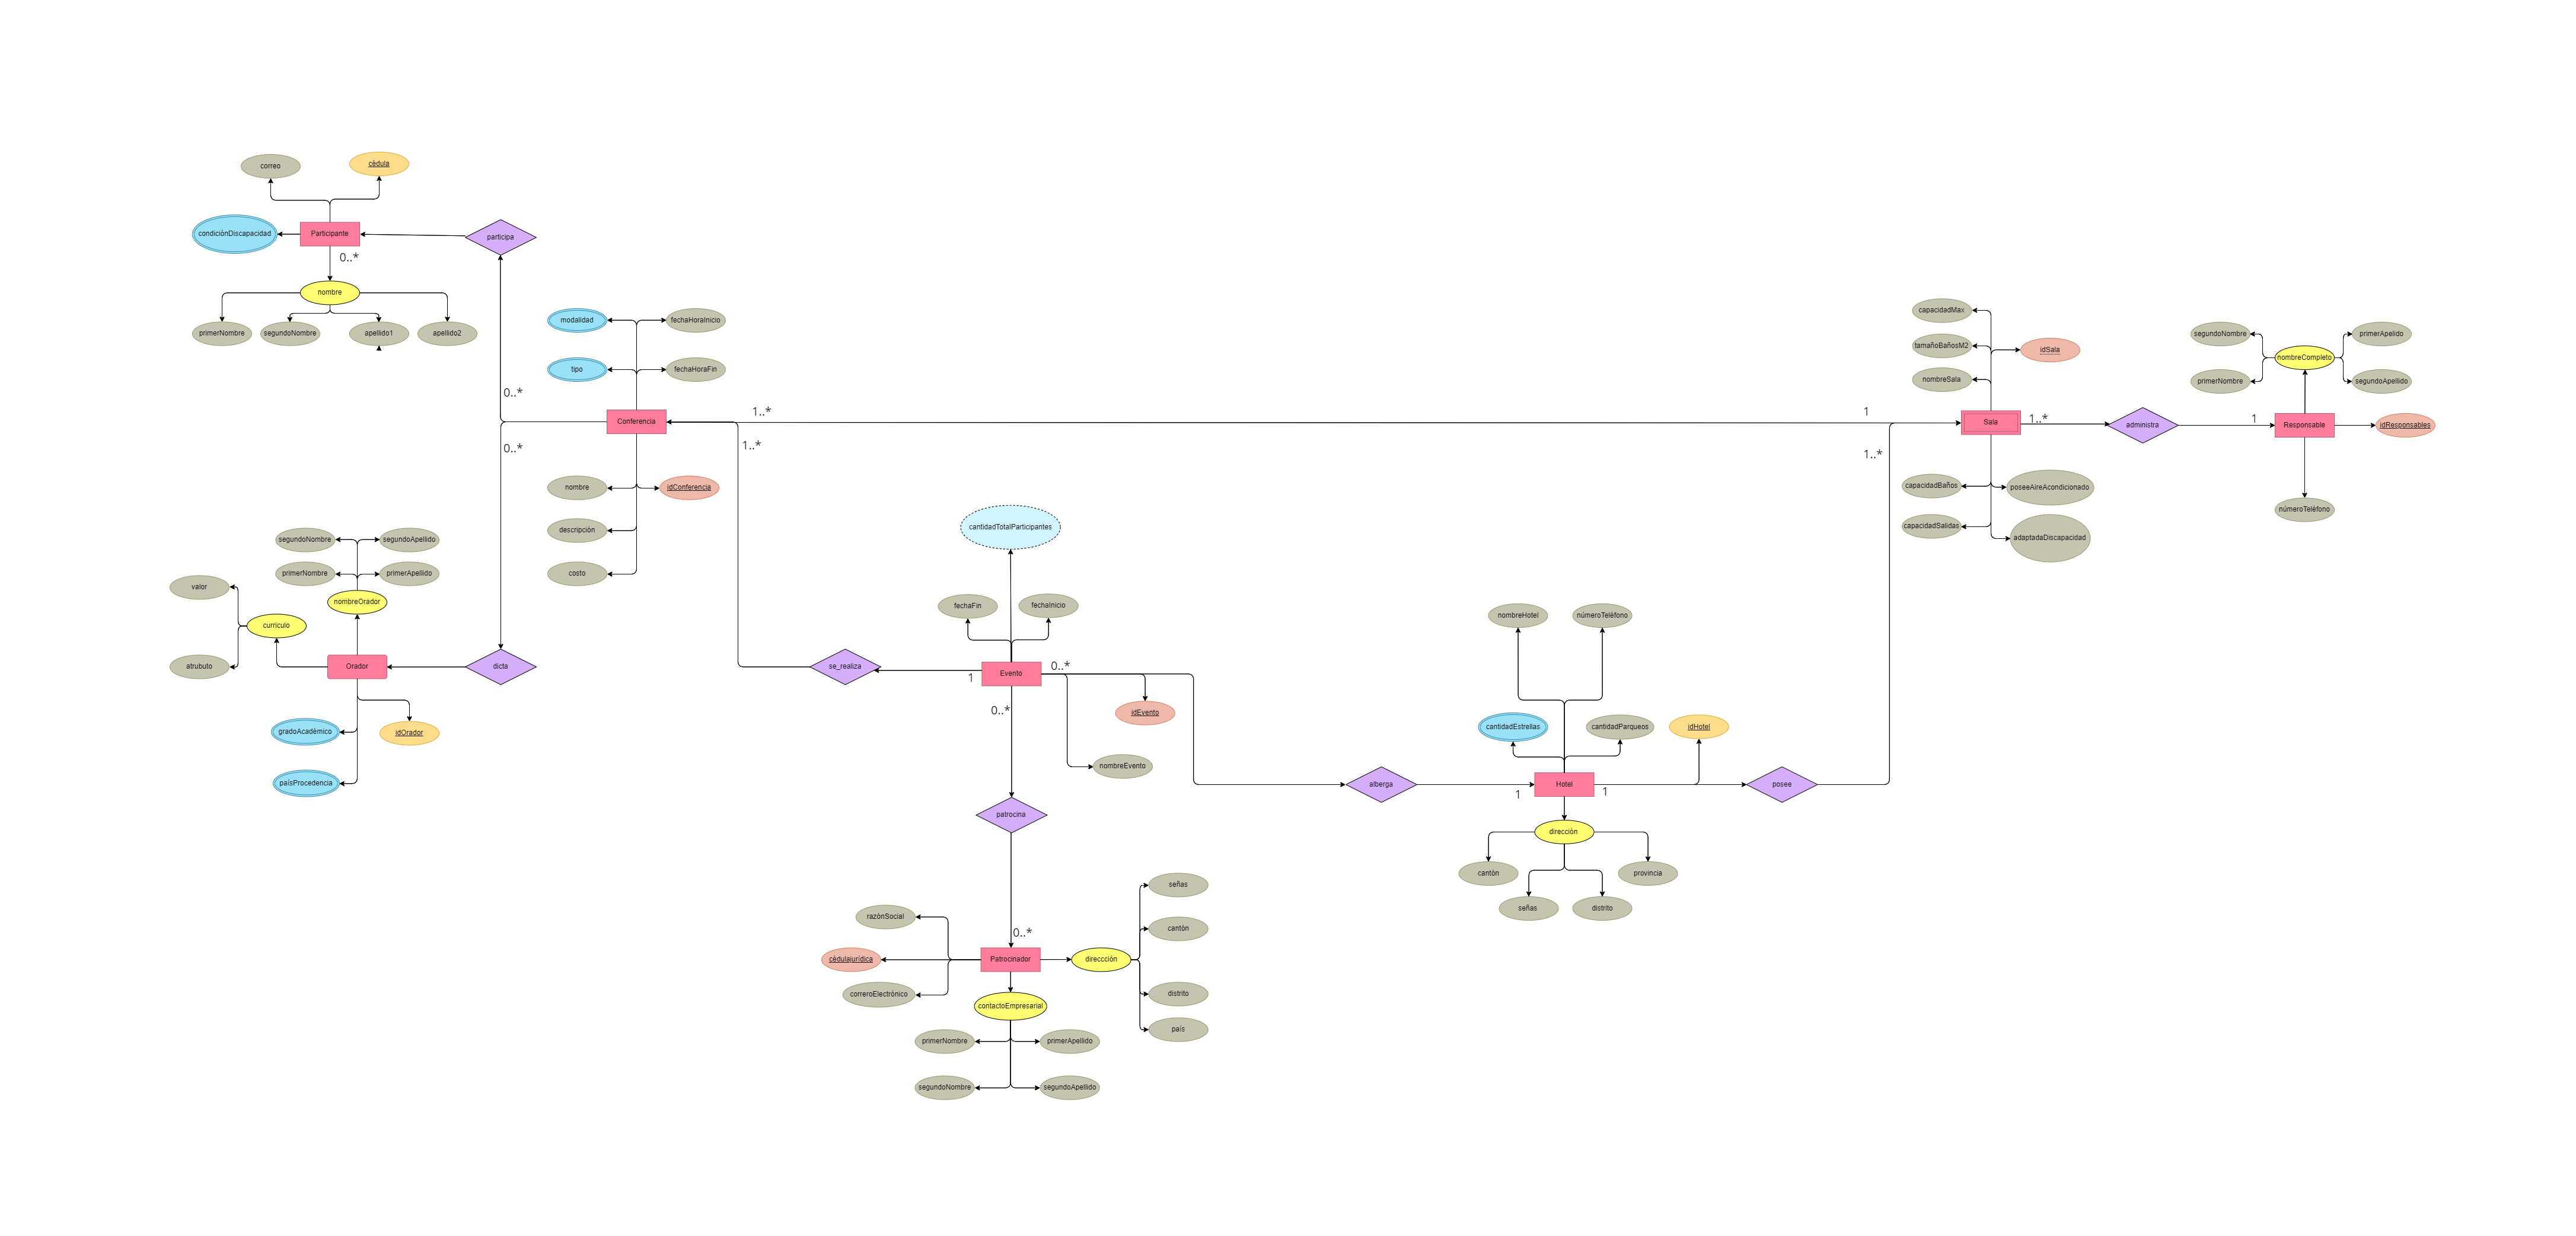 correo
cédula
condiciónDiscapacidad
Participante
participa
0..*
nombre
primerNombre
segundoNombre
apellido1
apellido2
modalidad
fechaHoraInicio
tipo
fechaHoraFin
0..*
Conferencia
1..*
1
0..*
1..*
nombre
idConferencia
descripción
costo
capacidadMax
tamañoBañosM2
idSala
nombreSala
Sala
1..*
administra
1
Responsable
idResponsables
segundoNombre
primerApelido
nombreCompleto
primerNombre
segundoApellido
númeroTeléfono
1..*
capacidadBaños
poseeAireAcondicionado
capacidadSalidas
adaptadaDiscapacidad
segundoNombre
segundoApellido
primerNombre
primerApellido
valor
nombreOrador
curriculo
atrubuto
Orador
dicta
gradoAcadémico
idOrador
paísProcedencia
cantidadTotalParticipantes
fechaFin
fechaInicio
se_realiza
1
Evento
0..*
0..*
idEvento
nombreEvento
patrocina
alberga
nombreHotel
númeroTeléfono
cantidadEstrellas
cantidadParqueos
idHotel
1
Hotel
1
posee
dirección
cantón
provincia
señas
distrito
0..*
razónSocial
cédulajurídica
Patrocinador
direccción
correroElectrónico
contactoEmpresarial
señas
cantón
distrito
país
primerNombre
primerApellido
segundoNombre
segundoApellido